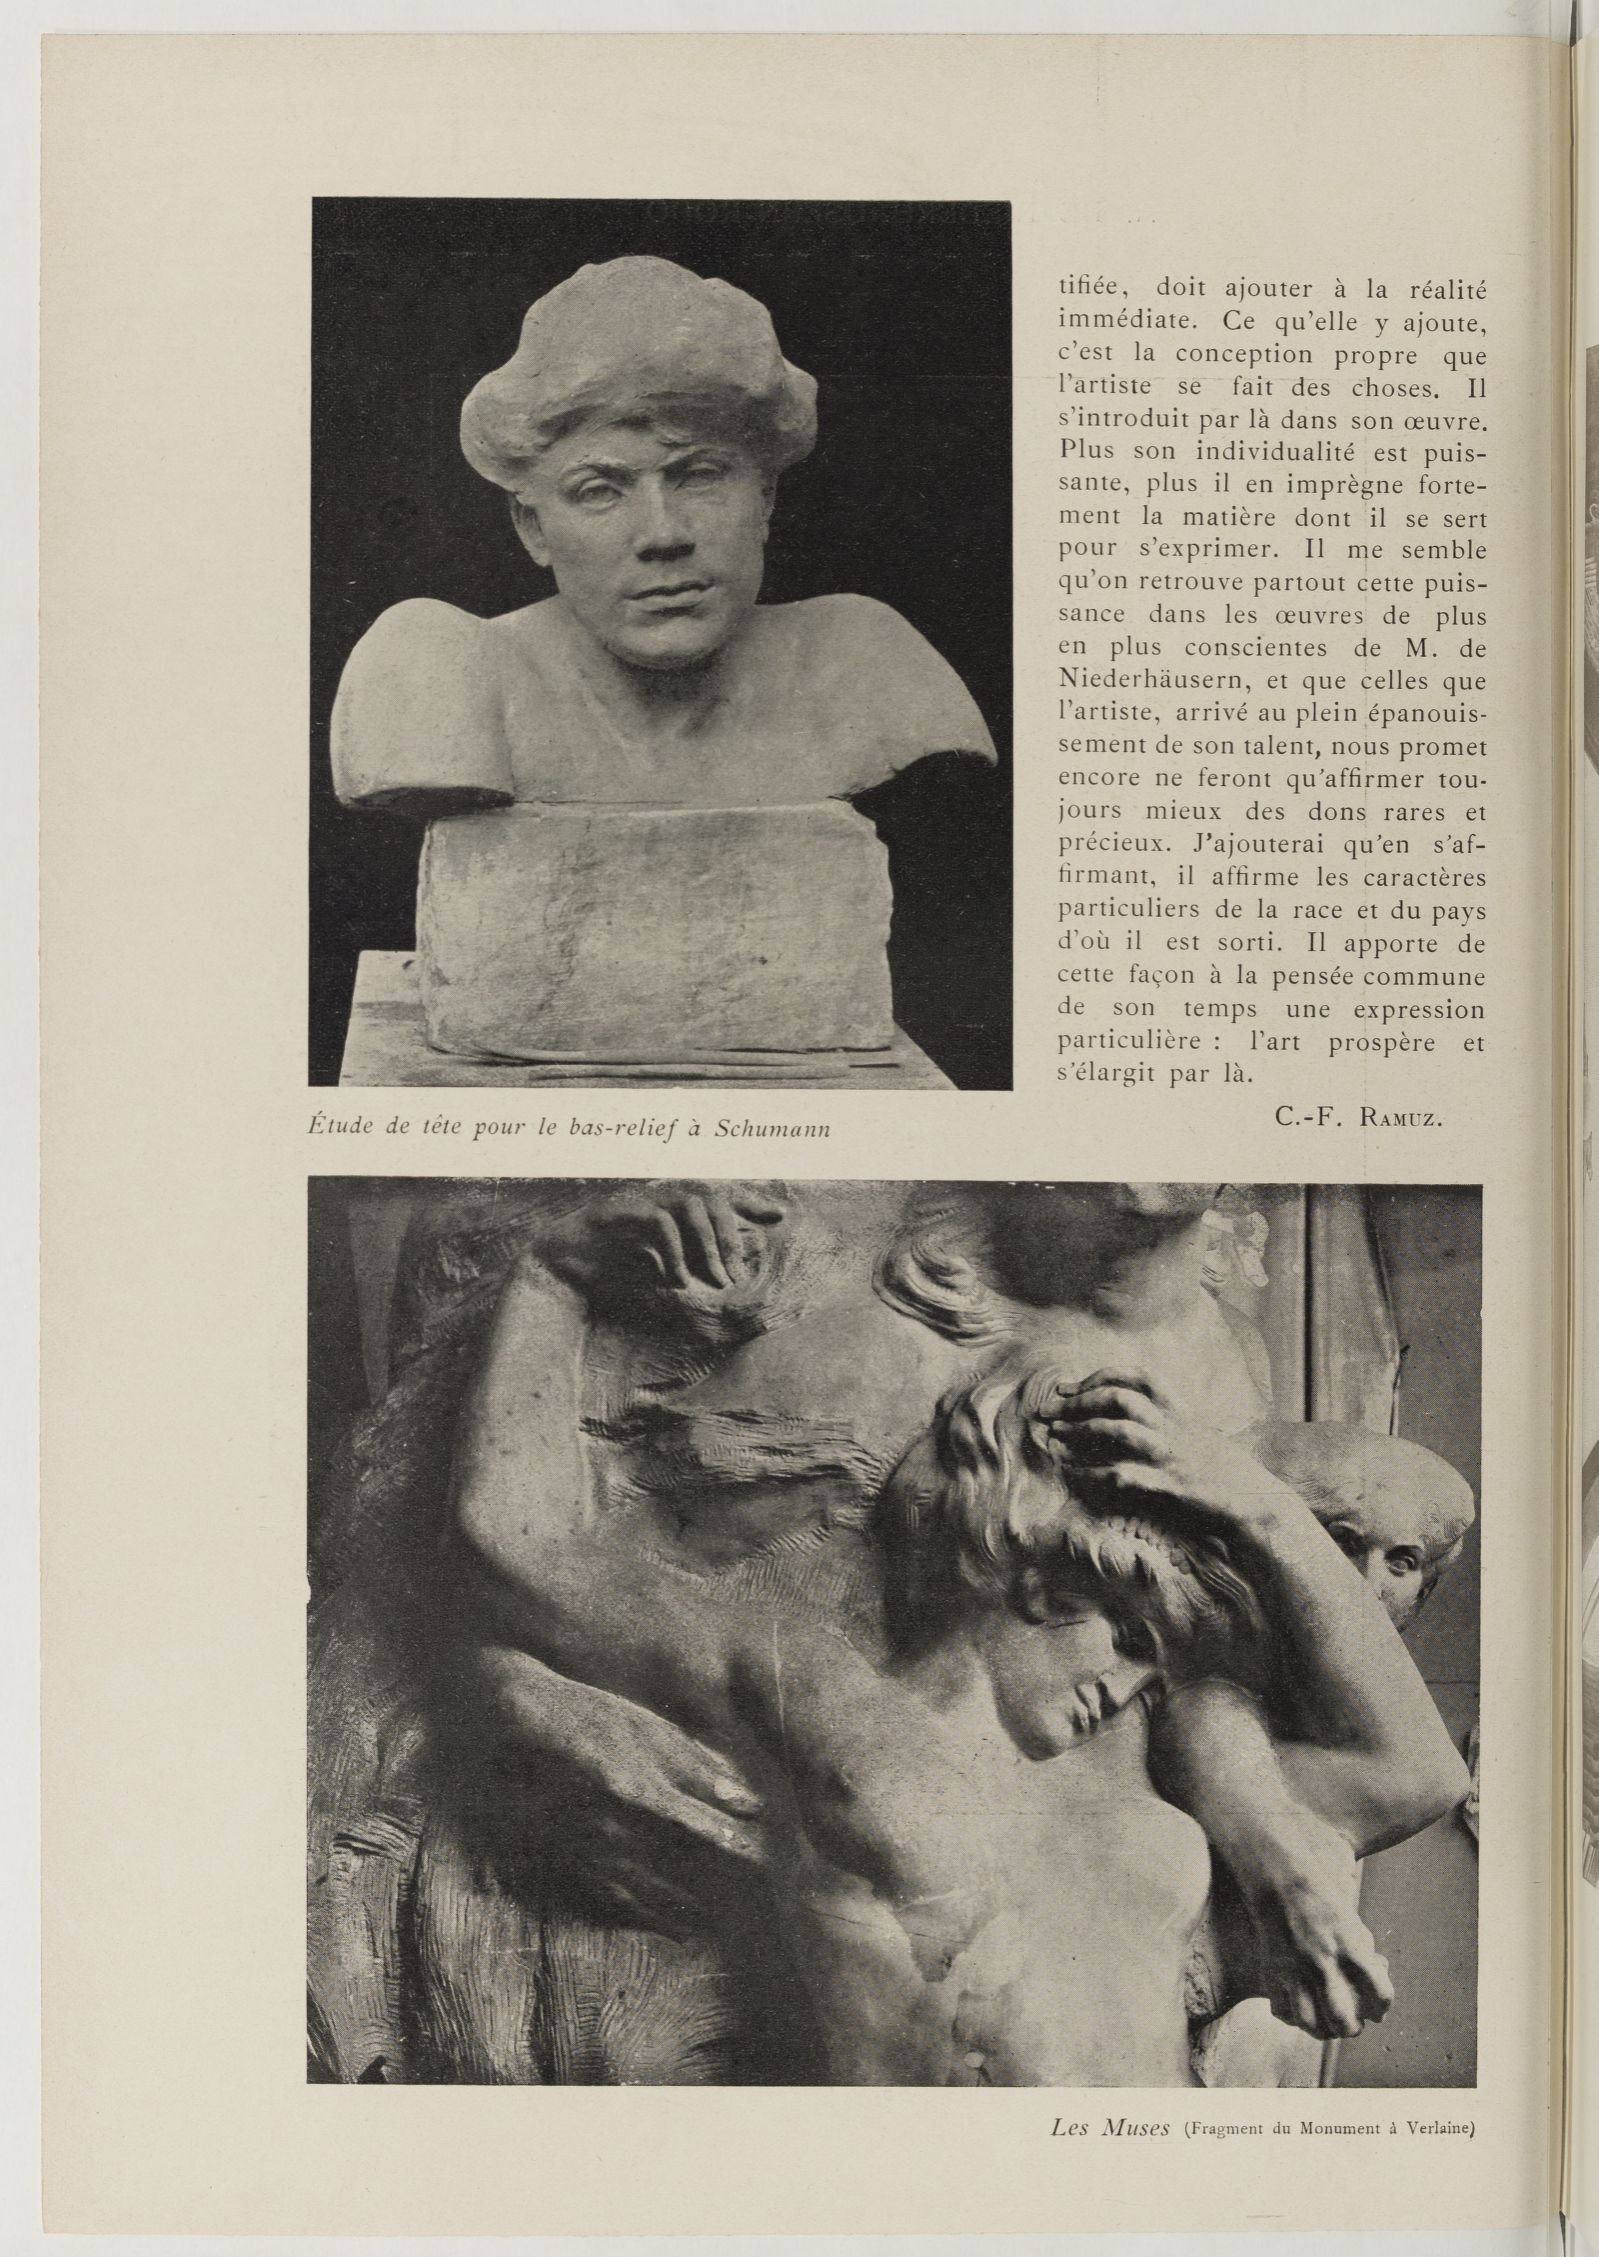 tifiée, doit ajouter à la réalité
immédiate. Ce qu'elle y ajoute,
c'est la conception propre que
l'artiste se fait des choses. Il
s'introduit par là dans son œuvre.
Plus son individualité est puis-
sante, plus il en imprègne forte-
ment la matière dont il se sert
pour s'exprimer. Il me semble
qu'on retrouve partout cette puis-
sance dans les œuvres de plus
en plus conscientes de M. de
Niederhäusern, et que celles que
l'artiste, arrivé au plein épanouis-
sement de son talent, nous promet
encore ne feront qu'affirmer tou-
jours mieux des dons rares et
précieux. J'ajouterai qu'en s'af-
firmant, il affirme les caractères
particuliers de la race et du pays
d'où il est sorti. Il apporte de
cette façon à la pensée commune
de son temps une expression
particulière : l'art prospère et
s'élargit par là.
C.-F. RAMUZ.
Étude de tête pour le bas-relief à Schumann
Les Muses (Fragment du Monument à Verlaine)